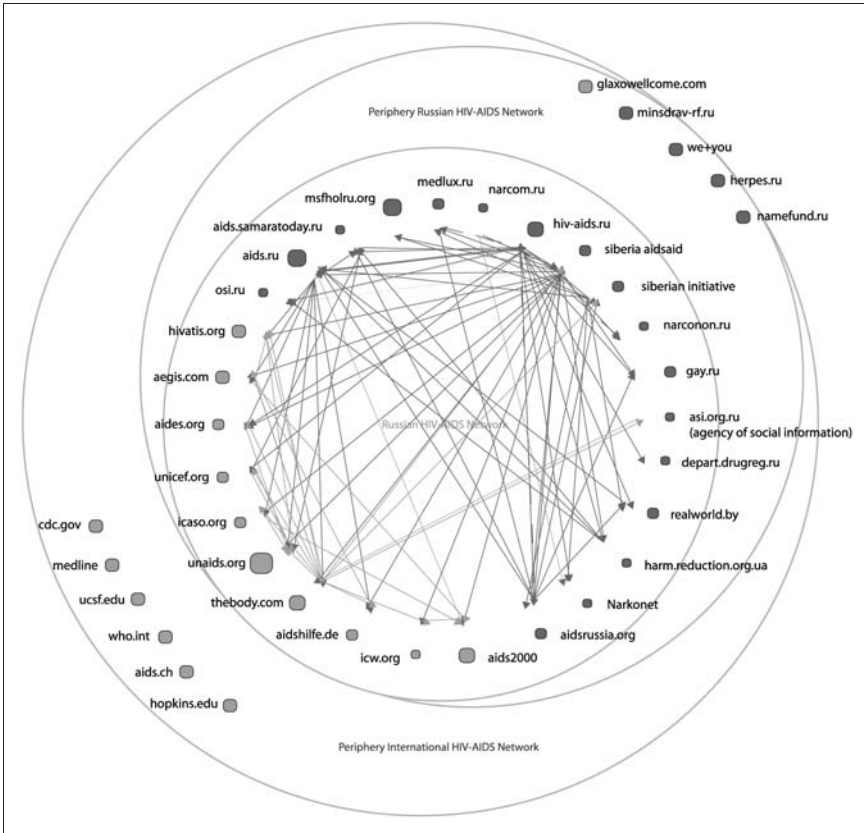 glaxowellcome.com
Periphery Russian HIV-AIDS Network
minsdrav-rf.ru
we+you
herpes.ru
namefund.ru
medlux.ru
narcom.ru
msfholru.org
hiv-aids.ru
aids.samaratoday.ru
siberia aidsaid
aids.ru
siberian initiative
osi.ru
narconon.ru
hivatis.org
gay.ru
aegis.com
asi.org.ru
(agency of social information)
aides.org
Russian HIV-AIDS Network
depart.drugreg.ru
unicef.org
realworld.by
icaso.org
harm.reduction.org.ua
unaids.org
Narkonet
thebody.com
aidsrussia.org
aidshilfe.de
icw.org
aids2000
cdc.gov
medline
ucsf.edu
who.int
aids.ch
hopkins.edu
Periphery International HIV-AIDS Network